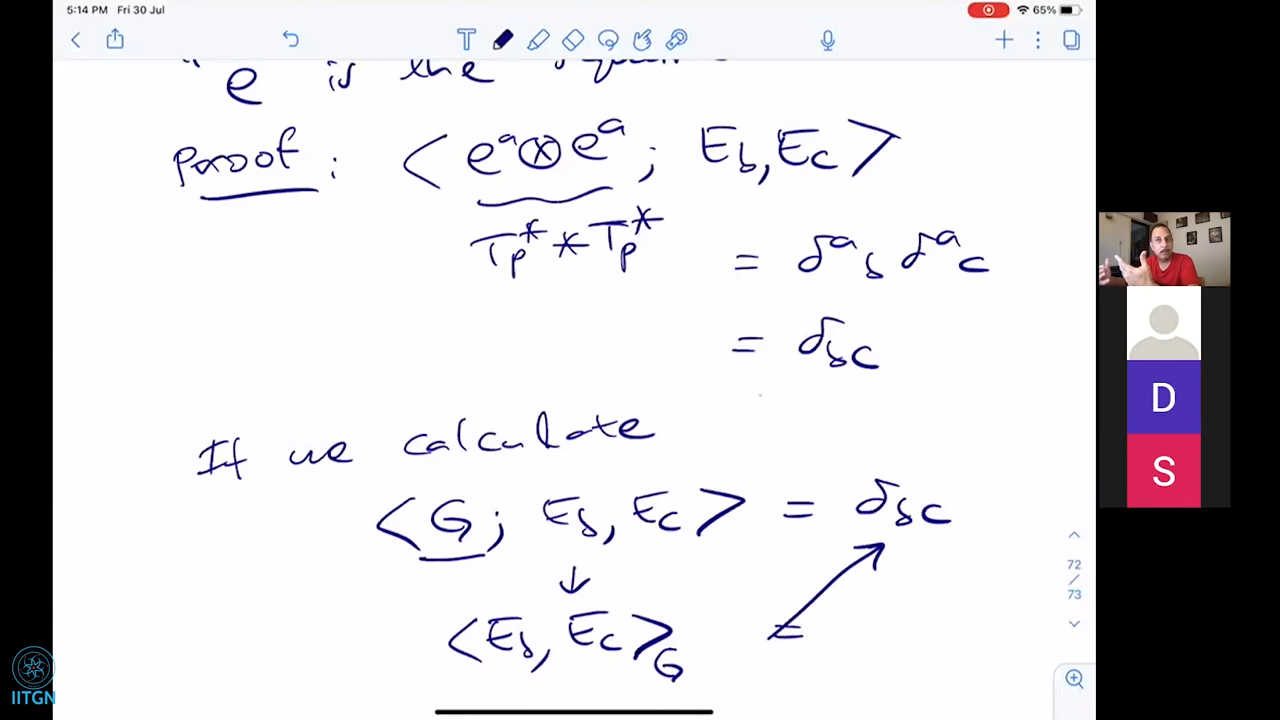 5:14 PM Fri 30 Jul
65%
e is the
Proof : < eᵃ⊗eᵃ ; E_b, E_c >
T_p^* * T_p^*
= δᵃ_b δᵃ_c
= δ_bc
If we calculate
< G ; E_b, E_c > = δ_bc
↓
< E_b, E_c >_G =
72
/
73
D
S
IITGN